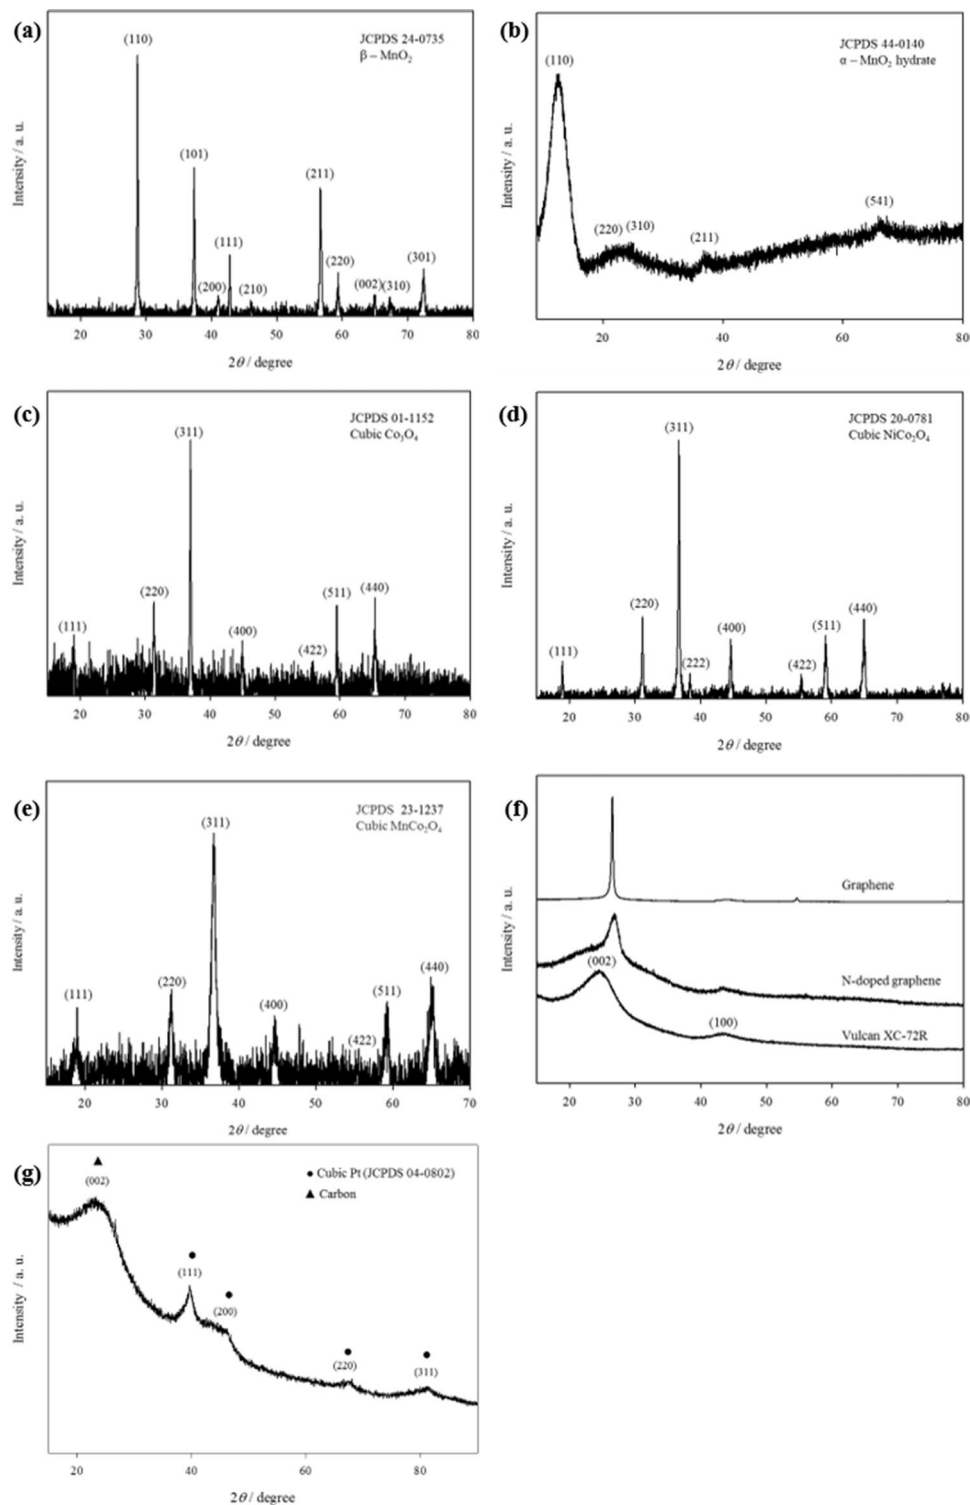 (a)
JCPDS 24-0735
β – MnO₂
(110)
(101)
(211)
(111)
(220)
(301)
(200)
(210)
(002)
(310)
Intensity / a. u.
20 30 40 50 60 70 80
2θ / degree
(b)
JCPDS 44-0140
α – MnO₂ hydrate
(110)
(220)
(310)
(211)
(541)
Intensity / a. u.
20 40 60 80
2θ / degree
(c)
JCPDS 01-1152
Cubic Co₃O₄
(311)
(111)
(220)
(400)
(422)
(511)
(440)
Intensity / a. u.
20 30 40 50 60 70 80
2θ / degree
(d)
JCPDS 20-0781
Cubic NiCo₂O₄
(311)
(111)
(220)
(222)
(400)
(422)
(511)
(440)
Intensity / a. u.
20 30 40 50 60 70 80
2θ / degree
(e)
JCPDS 23-1237
Cubic MnCo₂O₄
(311)
(111)
(220)
(400)
(422)
(511)
(440)
Intensity / a. u.
20 30 40 50 60 70
2θ / degree
(f)
Graphene
N-doped graphene
(002)
(100)
Vulcan XC-72R
Intensity / a. u.
20 30 40 50 60 70 80
2θ / degree
(g)
● Cubic Pt (JCPDS 04-0802)
▲ Carbon
(002)
(111)
(200)
(220)
(311)
Intensity / a. u.
20 40 60 80
2θ / degree